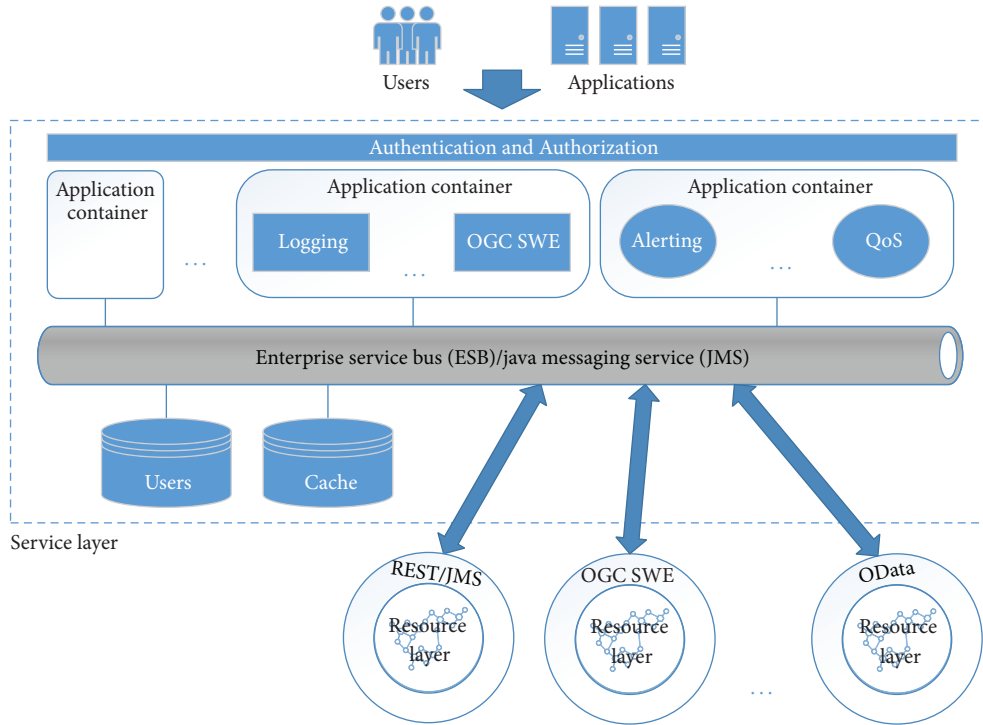 Users
Applications
Authentication and Authorization
Application
container
...
Application container
Logging
...
OGC SWE
Application container
Alerting
...
QoS
Enterprise service bus (ESB)/java messaging service (JMS)
Users
Cache
Service layer
REST/JMS
Resource
layer
OGC SWE
Resource
layer
...
OData
Resource
layer